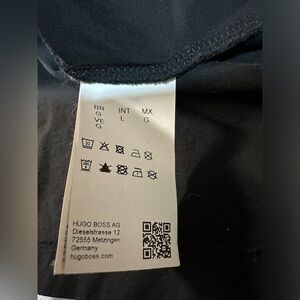 BR INT MX
G L G
VE
G
HUGO BOSS AG
Dieselstrasse 12
72555 Metzingen
Germany
hugoboss.com